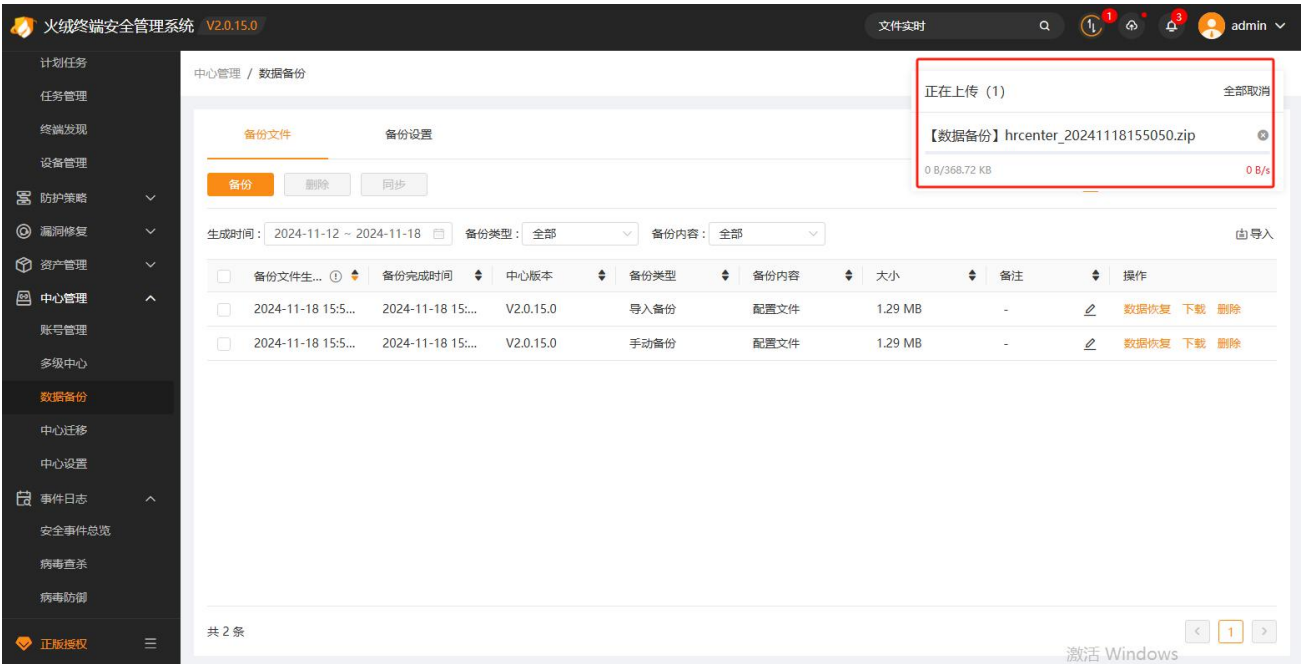 火绒终端安全管理系统 V2.0.15.0 文件实时 1 3 admin
计划任务
任务管理
终端发现
设备管理
防护策略
漏洞修复
资产管理
中心管理
账号管理
多级中心
数据备份
中心迁移
中心设置
事件日志
安全事件总览
病毒查杀
病毒防御
正版授权
中心管理 / 数据备份
正在上传（1） 全部取消
【数据备份】hrcenter_20241118155050.zip
0 B/368.72 KB 0 B/s
备份文件 备份设置
备份 删除 同步
生成时间： 2024-11-12 ~ 2024-11-18 备份类型： 全部 备份内容： 全部 导入
备份文件生... 备份完成时间 中心版本 备份类型 备份内容 大小 备注 操作
2024-11-18 15:5... 2024-11-18 15:... V2.0.15.0 导入备份 配置文件 1.29 MB - 数据恢复 下载 删除
2024-11-18 15:5... 2024-11-18 15:... V2.0.15.0 手动备份 配置文件 1.29 MB - 数据恢复 下载 删除
共 2 条 < 1 >
激活 Windows